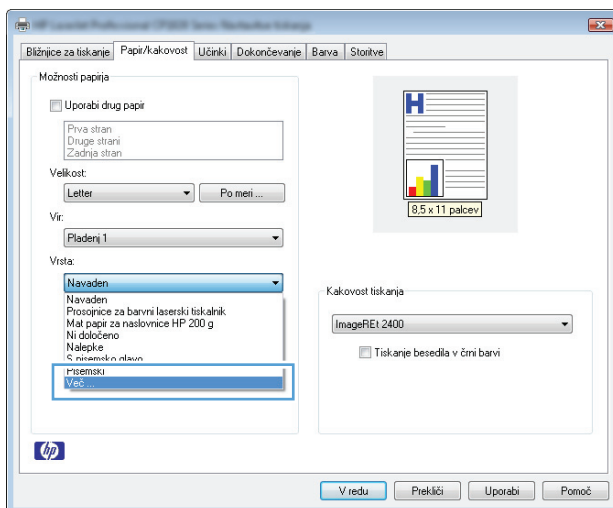 Bližnjice za tiskanje Papir/kakovost Učinki Dokončevanje Barva Storitve
Možnosti papirja
Uporabi drug papir
Prva stran
Druge strani
Zadnja stran
Velikost:
Letter
Po meri ...
Vir:
Pladenj 1
Vrsta:
Navaden
Navaden
Prosojnice za barvni laserski tiskalnik
Mat papir za naslovnice HP 200 g
Ni določeno
Nalepke
S pisemsko glavo
Pisemski
Več ...
H
8,5 x 11 palcev
Kakovost tiskanja
ImageREt 2400
Tiskanje besedila v črni barvi
hp
V redu Prekliči Uporabi Pomoč